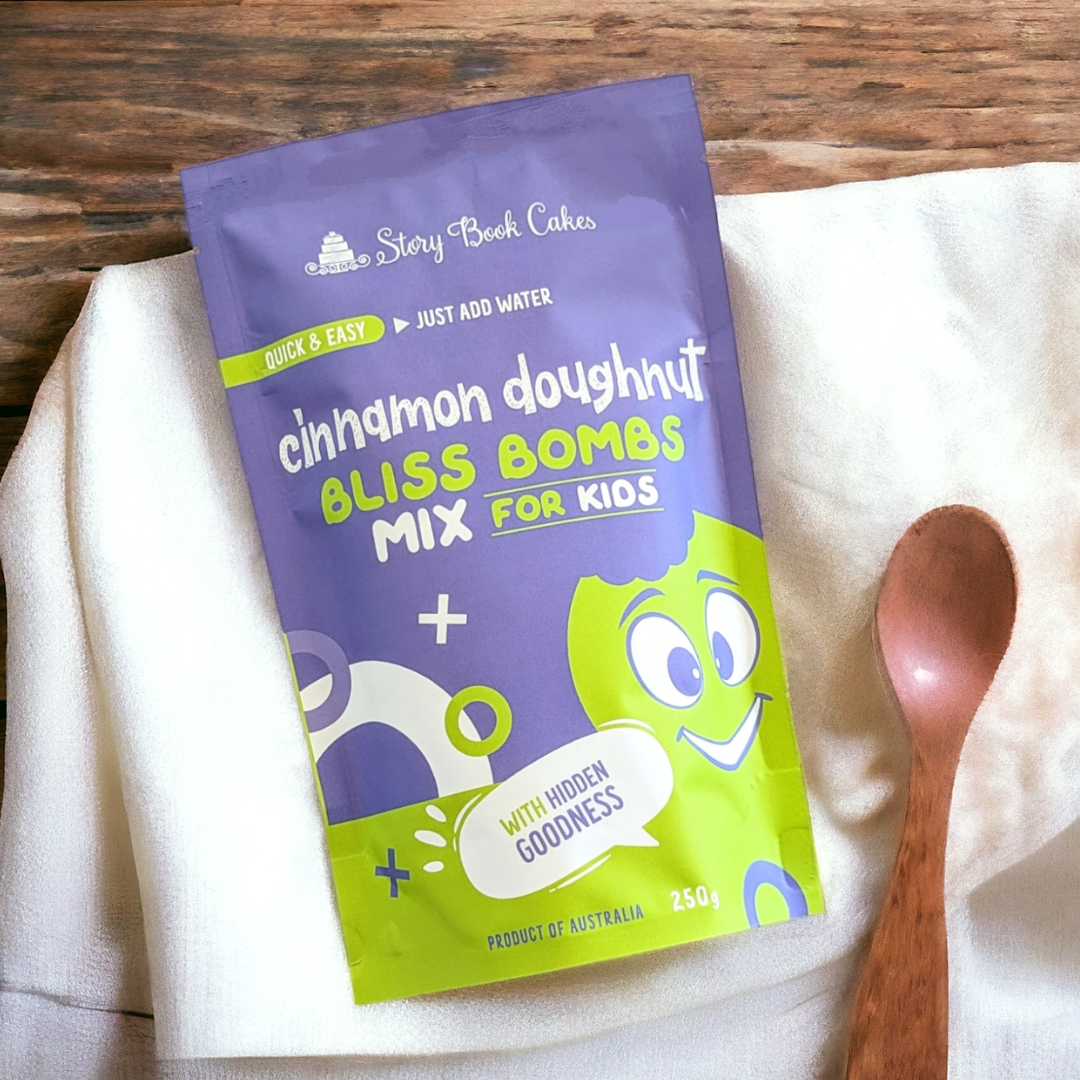 Story Book Cakes
QUICK & EASY ▶ JUST ADD WATER
cinnamon doughnut
BLISS BOMBS
MIX FOR KIDS
WITH HIDDEN
GOODNESS
250g
PRODUCT OF AUSTRALIA